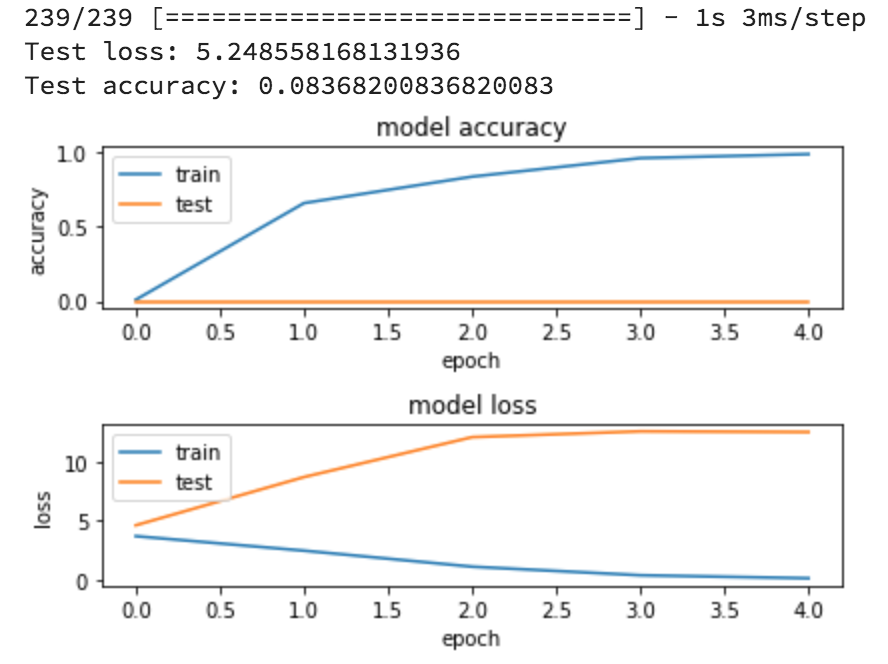 239/239 [==============================] - 1s 3ms/step
Test loss: 5.248558168131936
Test accuracy: 0.08368200836820083
model accuracy
1.0
0.5
0.0
accuracy
train
test
0.0 0.5 1.0 1.5 2.0 2.5 3.0 3.5 4.0
epoch
model loss
10
5
0
loss
train
test
0.0 0.5 1.0 1.5 2.0 2.5 3.0 3.5 4.0
epoch